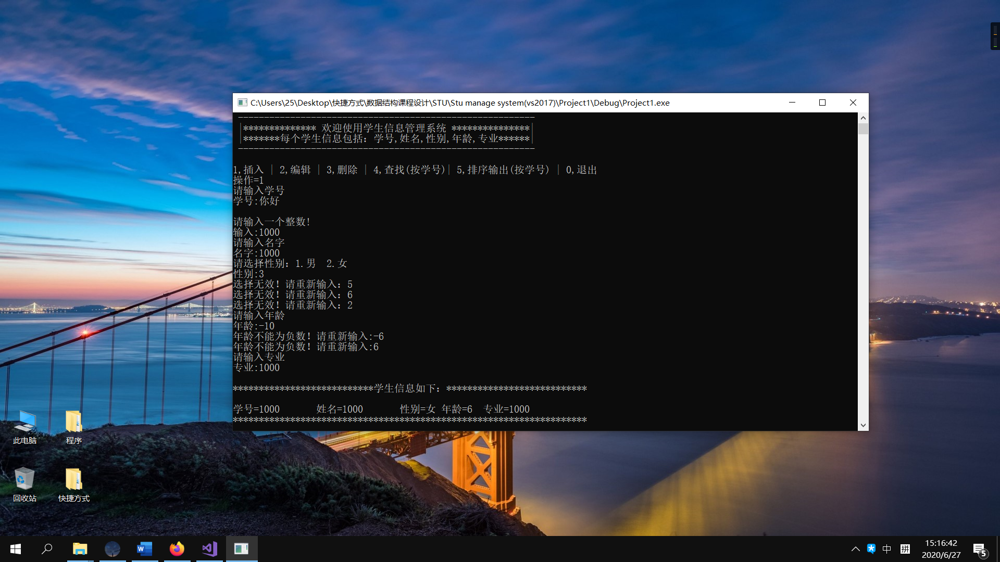 C:\Users\25\Desktop\快捷方式\数据结构课程设计\STU\Stu manage system(vs2017)\Project1\Debug\Project1.exe
---------------------------------------------------------
|************** 欢迎使用学生信息管理系统 ***************|
|*******每个学生信息包括：学号,姓名,性别,年龄,专业******|
---------------------------------------------------------
1,插入 | 2,编辑 | 3,删除 | 4,查找(按学号)| 5,排序输出(按学号) | 0,退出
操作=1
请输入学号
学号:你好
请输入一个整数!
输入:1000
请输入名字
名字:1000
请选择性别：1.男  2.女
性别:3
选择无效！请重新输入：5
选择无效！请重新输入：6
选择无效！请重新输入：2
请输入年龄
年龄:-10
年龄不能为负数！请重新输入:-6
年龄不能为负数！请重新输入:6
请输入专业
专业:1000
***************************学生信息如下：***************************
学号=1000       姓名=1000       性别=女 年龄=6  专业=1000
********************************************************************
此电脑
程序
回收站
快捷方式
中
拼
15:16:42
2020/6/27
5